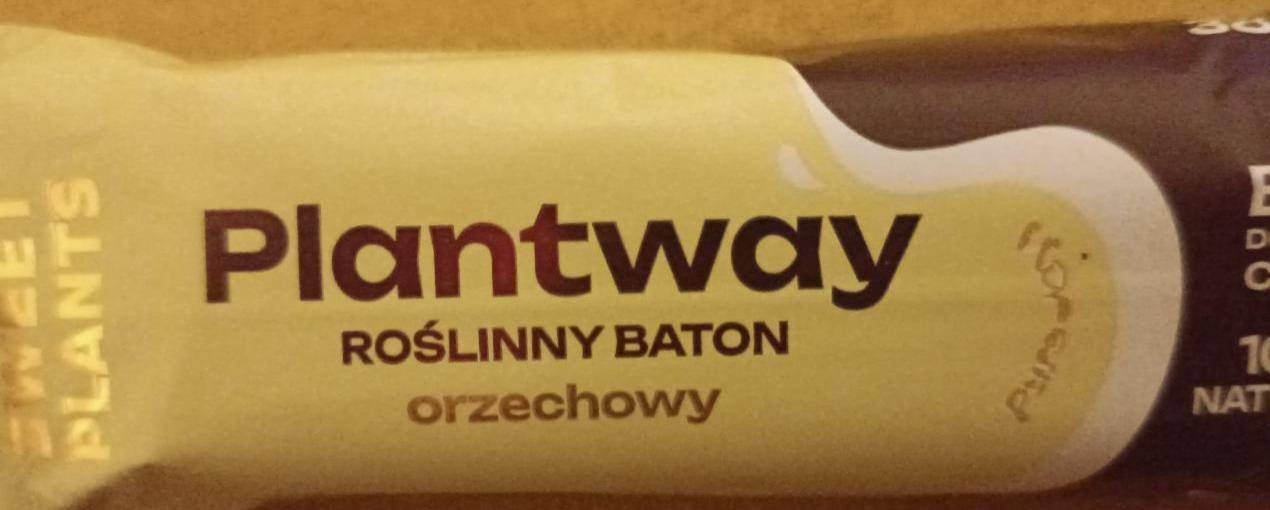 SWEET
PLANTS
Plantway
ROŚLINNY BATON
orzechowy